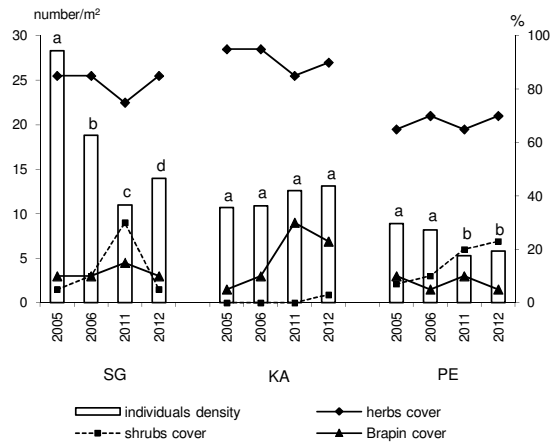 number/m²
%
30
25
20
15
10
5
0
100
80
60
40
20
0
a
b
c
d
a
a
a
a
a
a
b
b
2005
2006
2011
2012
2005
2006
2011
2012
2005
2006
2011
2012
SG
KA
PE
individuals density
herbs cover
shrubs cover
Brapin cover